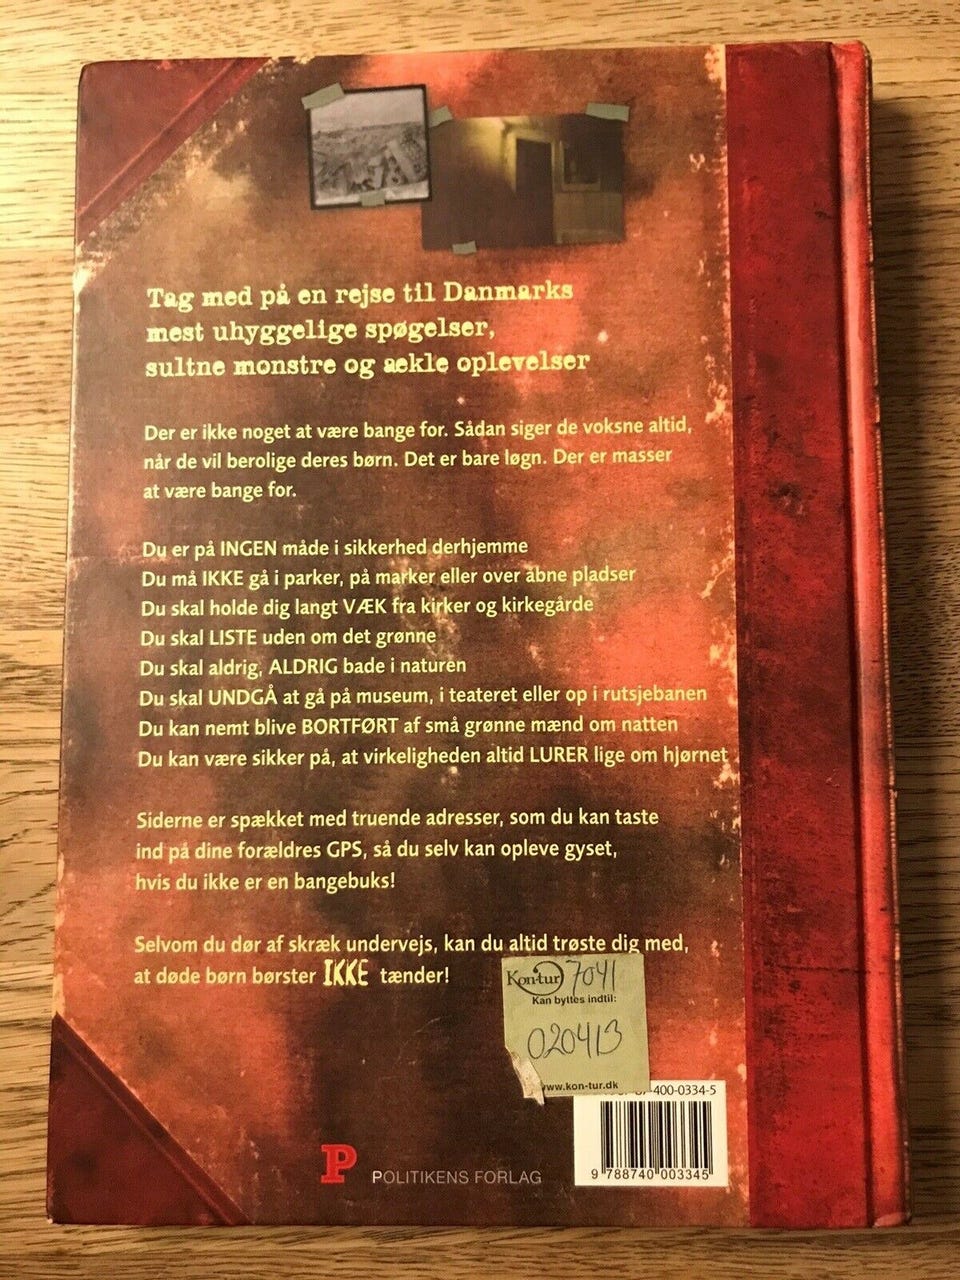 Tag med på en rejse til Danmarks
mest uhyggelige spøgelser,
sultne monstre og aekle oplevelser
Der er ikke noget at være bange for. Sådan siger de voksne altid,
når de vil berolige deres børn. Det er bare løgn. Der er masser
at være bange for.
Du er på INGEN måde i sikkerhed derhjemme
Du må IKKE gå i parker, på marker eller over åbne pladser
Du skal holde dig langt VÆK fra kirker og kirkegårde
Du skal LISTE uden om det grønne
Du skal aldrig, ALDRIG bade i naturen
Du skal UNDGÅ at gå på museum, i teateret eller op i rutsjebanen
Du kan nemt blive BORTFØRT af små grønne mænd om natten
Du kan være sikker på, at virkeligheden altid LURER lige om hjørnet
Siderne er spækket med truende adresser, som du kan taste
ind på dine forældres GPS, så du selv kan opleve gyset,
hvis du ikke er en bangebuks!
Selvom du dør af skræk undervejs, kan du altid trøste dig med,
at døde børn børster IKKE tænder!
Kon-tur 7041
Kan byttes indtil:
020413
www.kon-tur.dk
400-0334-5
9 788740 003345
P POLITIKENS FORLAG